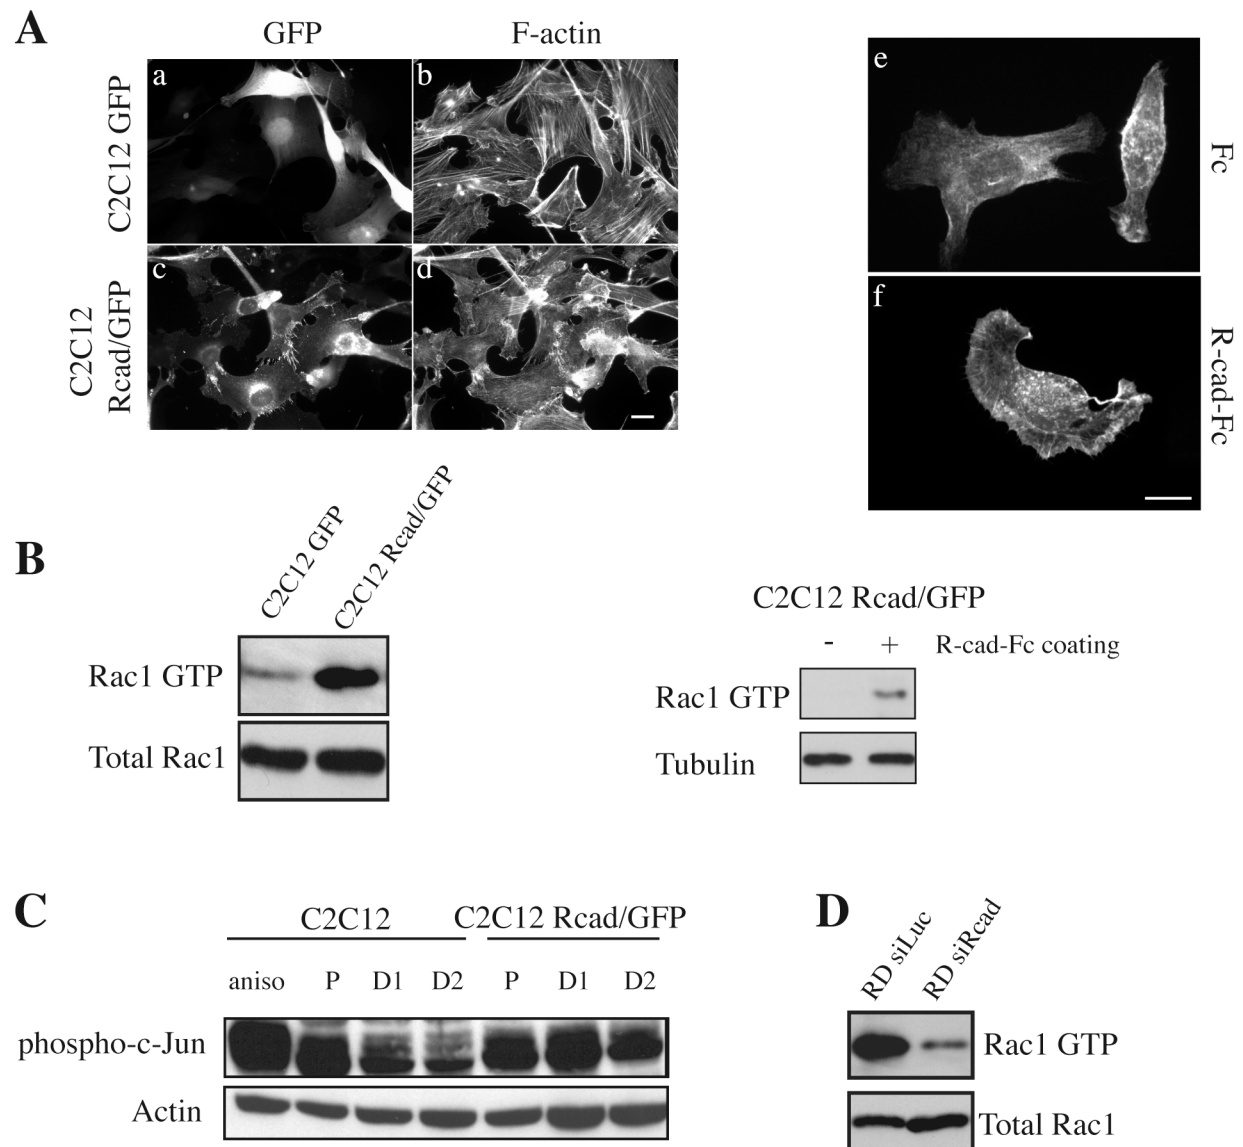 A
GFP
F-actin
C2C12 GFP
a
b
C2C12
Rcad/GFP
c
d
e
Fc
f
R-cad-Fc
B
C2C12 GFP
C2C12 Rcad/GFP
Rac1 GTP
Total Rac1
C2C12 Rcad/GFP
- + R-cad-Fc coating
Rac1 GTP
Tubulin
C
C2C12
C2C12 Rcad/GFP
aniso P D1 D2 P D1 D2
phospho-c-Jun
Actin
D
RD siLuc
RD siRcad
Rac1 GTP
Total Rac1